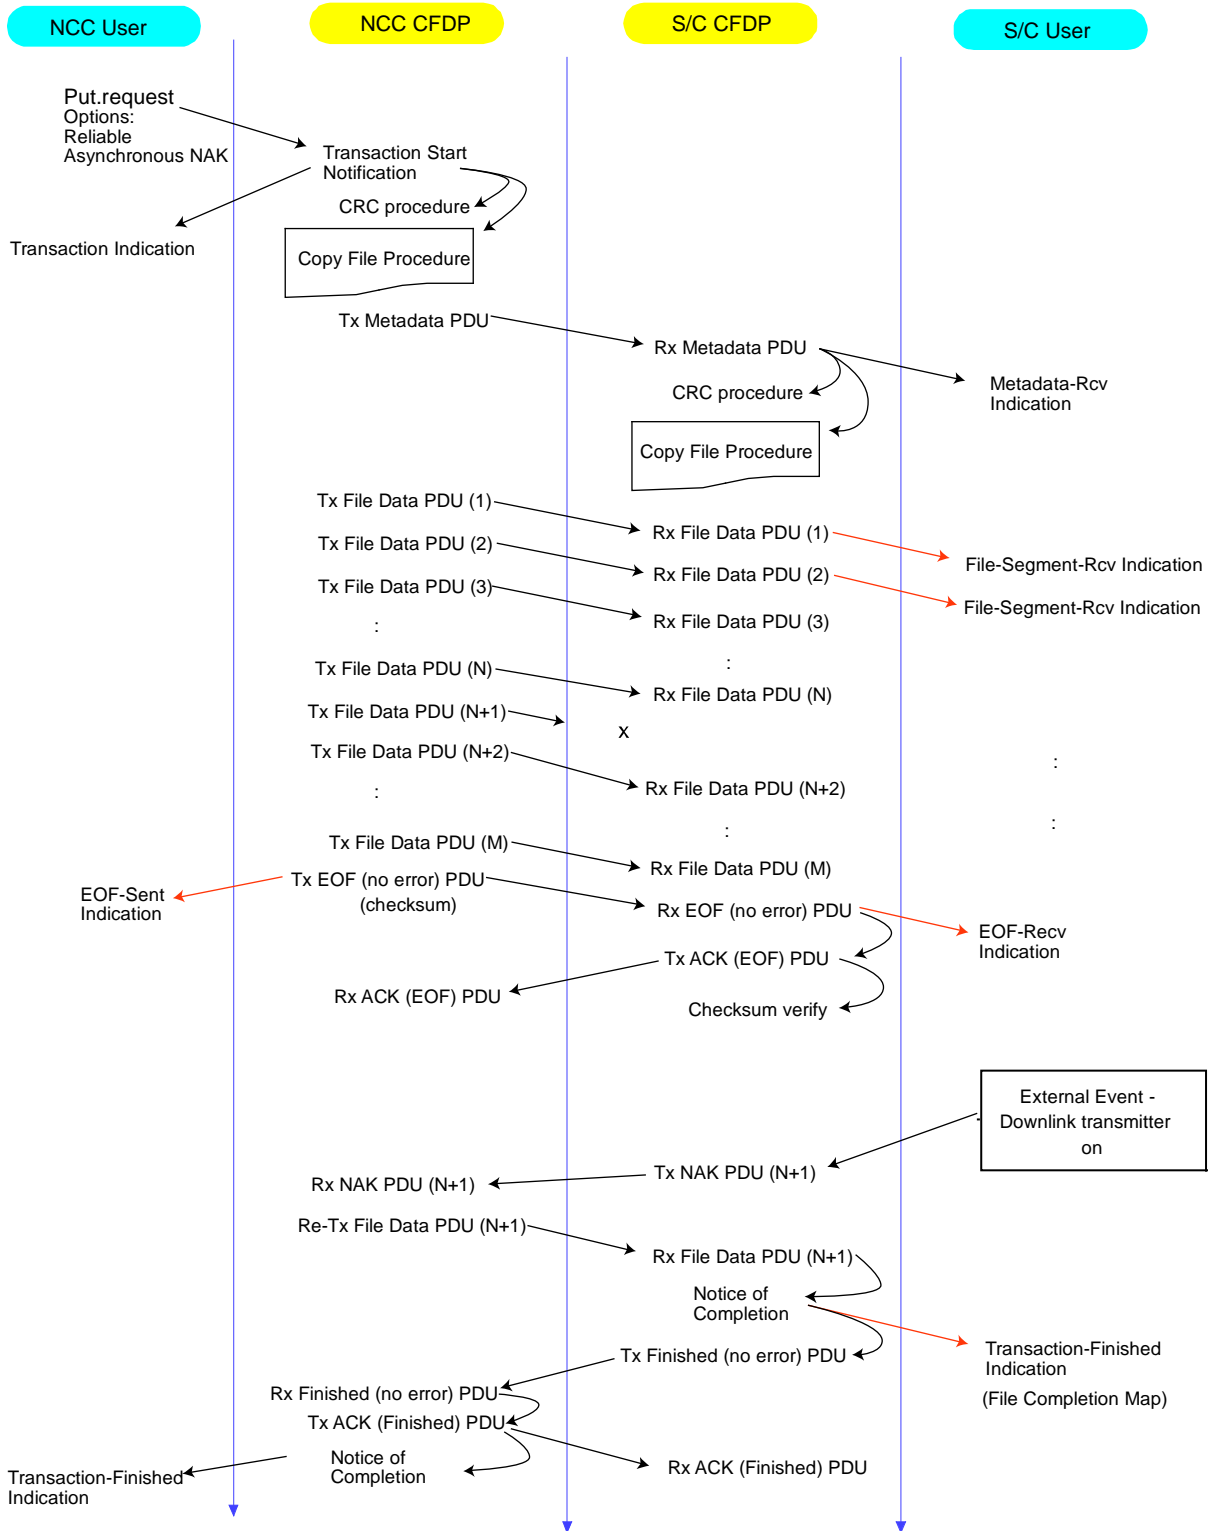 NCC User
NCC CFDP
S/C CFDP
S/C User
Put.request
Options:
Reliable
Asynchronous NAK
Transaction Start
Notification
CRC procedure
Transaction Indication
Copy File Procedure
Tx Metadata PDU
Rx Metadata PDU
CRC procedure
Metadata-Rcv
Indication
Copy File Procedure
Tx File Data PDU (1)
Rx File Data PDU (1)
Tx File Data PDU (2)
File-Segment-Rcv Indication
Rx File Data PDU (2)
Tx File Data PDU (3)
File-Segment-Rcv Indication
Rx File Data PDU (3)
:
:
Tx File Data PDU (N)
Rx File Data PDU (N)
Tx File Data PDU (N+1)
x
Tx File Data PDU (N+2)
:
Rx File Data PDU (N+2)
:
:
:
Tx File Data PDU (M)
Rx File Data PDU (M)
Tx EOF (no error) PDU
(checksum)
EOF-Sent
Indication
Rx EOF (no error) PDU
EOF-Recv
Indication
Tx ACK (EOF) PDU
Rx ACK (EOF) PDU
Checksum verify
External Event -
Downlink transmitter
on
Tx NAK PDU (N+1)
Rx NAK PDU (N+1)
Re-Tx File Data PDU (N+1)
Rx File Data PDU (N+1)
Notice of
Completion
Tx Finished (no error) PDU
Transaction-Finished
Indication
(File Completion Map)
Rx Finished (no error) PDU
Tx ACK (Finished) PDU
Notice of
Completion
Rx ACK (Finished) PDU
Transaction-Finished
Indication